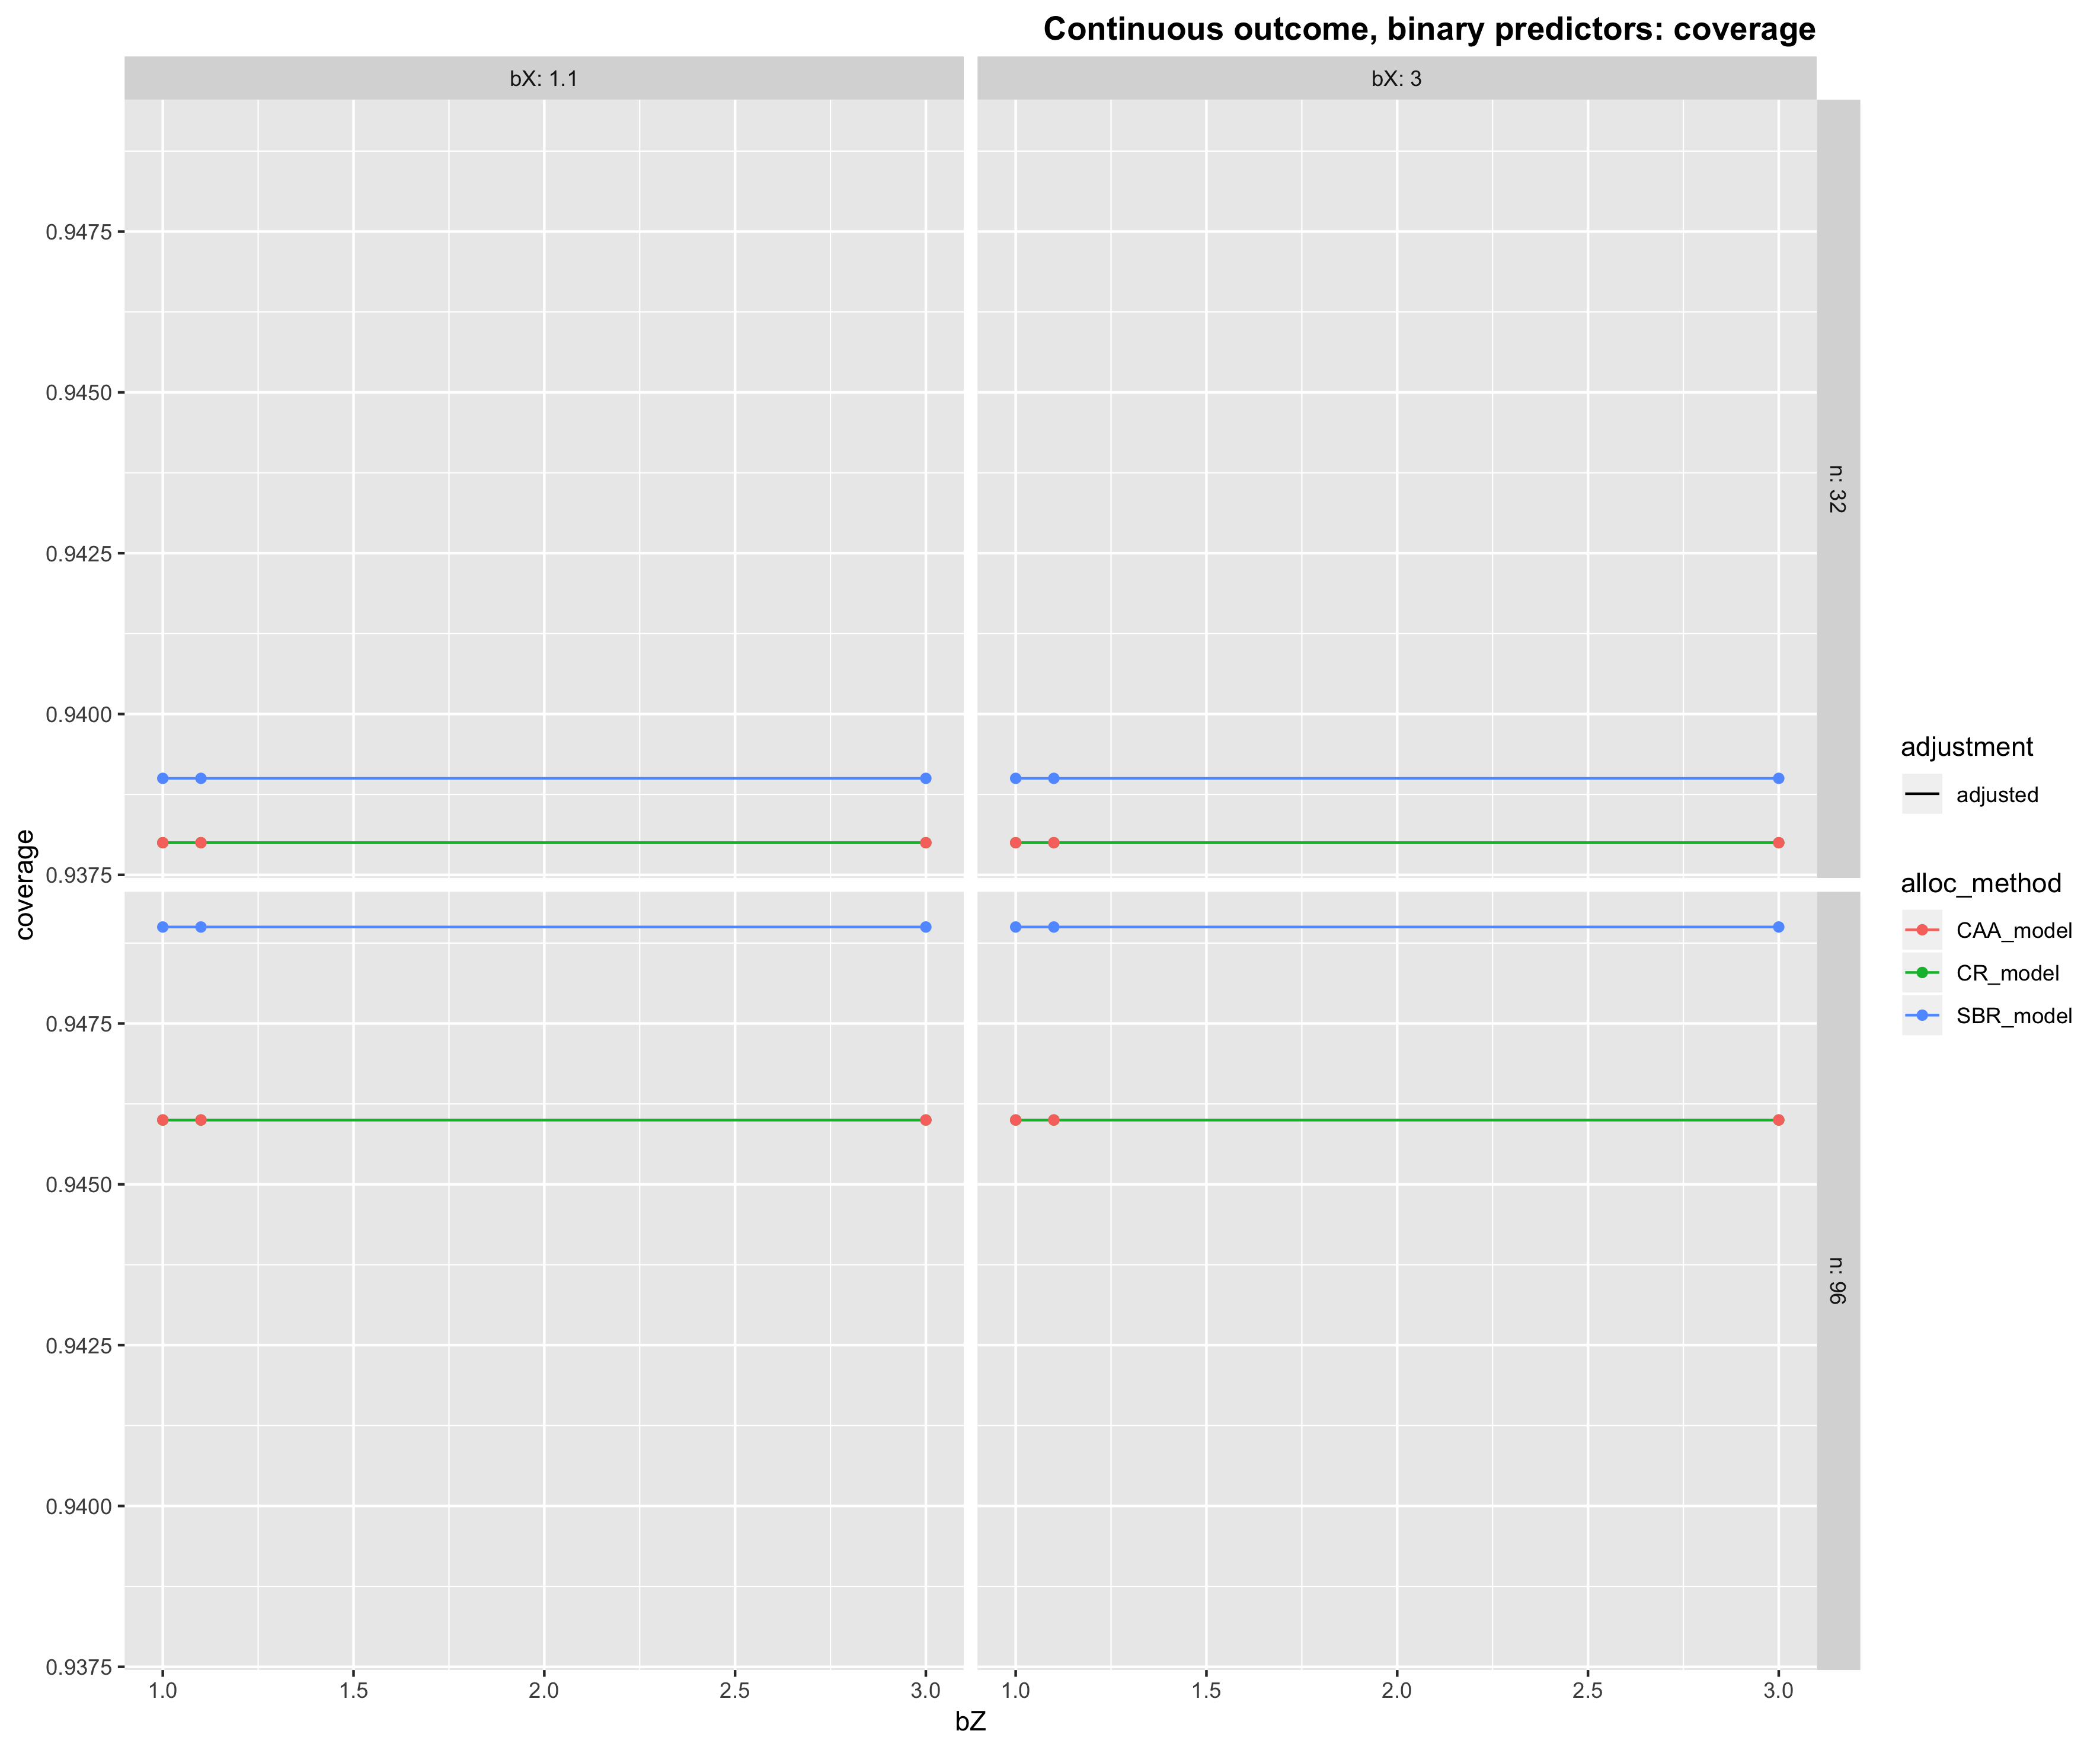 Continuous outcome, binary predictors: coverage
bX: 1.1
bX: 3
0.9475
0.9450
0.9425
0.9400
0.9375
n: 32
0.9475
0.9450
0.9425
0.9400
0.9375
n: 96
coverage
1.0 1.5 2.0 2.5 3.0
1.0 1.5 2.0 2.5 3.0
bZ
adjustment
adjusted
alloc_method
CAA_model
CR_model
SBR_model